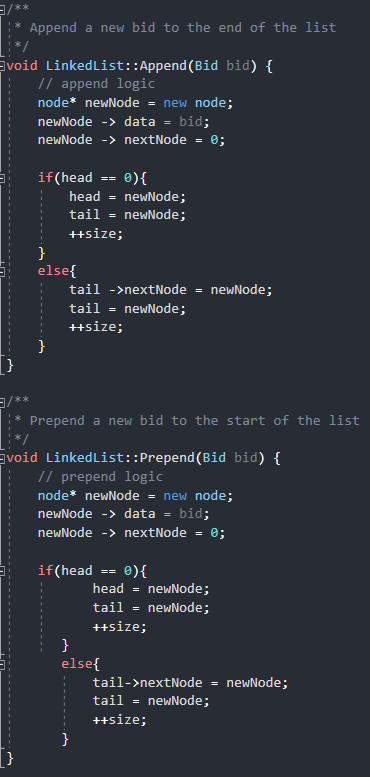 /**
 * Append a new bid to the end of the list
 */
void LinkedList::Append(Bid bid) {
    // append logic
    node* newNode = new node;
    newNode -> data = bid;
    newNode -> nextNode = 0;

    if(head == 0){
        head = newNode;
        tail = newNode;
        ++size;
    }
    else{
        tail ->nextNode = newNode;
        tail = newNode;
        ++size;
    }
}

/**
 * Prepend a new bid to the start of the list
 */
void LinkedList::Prepend(Bid bid) {
    // prepend logic
    node* newNode = new node;
    newNode -> data = bid;
    newNode -> nextNode = 0;

    if(head == 0){
           head = newNode;
           tail = newNode;
           ++size;
       }
       else{
           tail->nextNode = newNode;
           tail = newNode;
           ++size;
       }
}